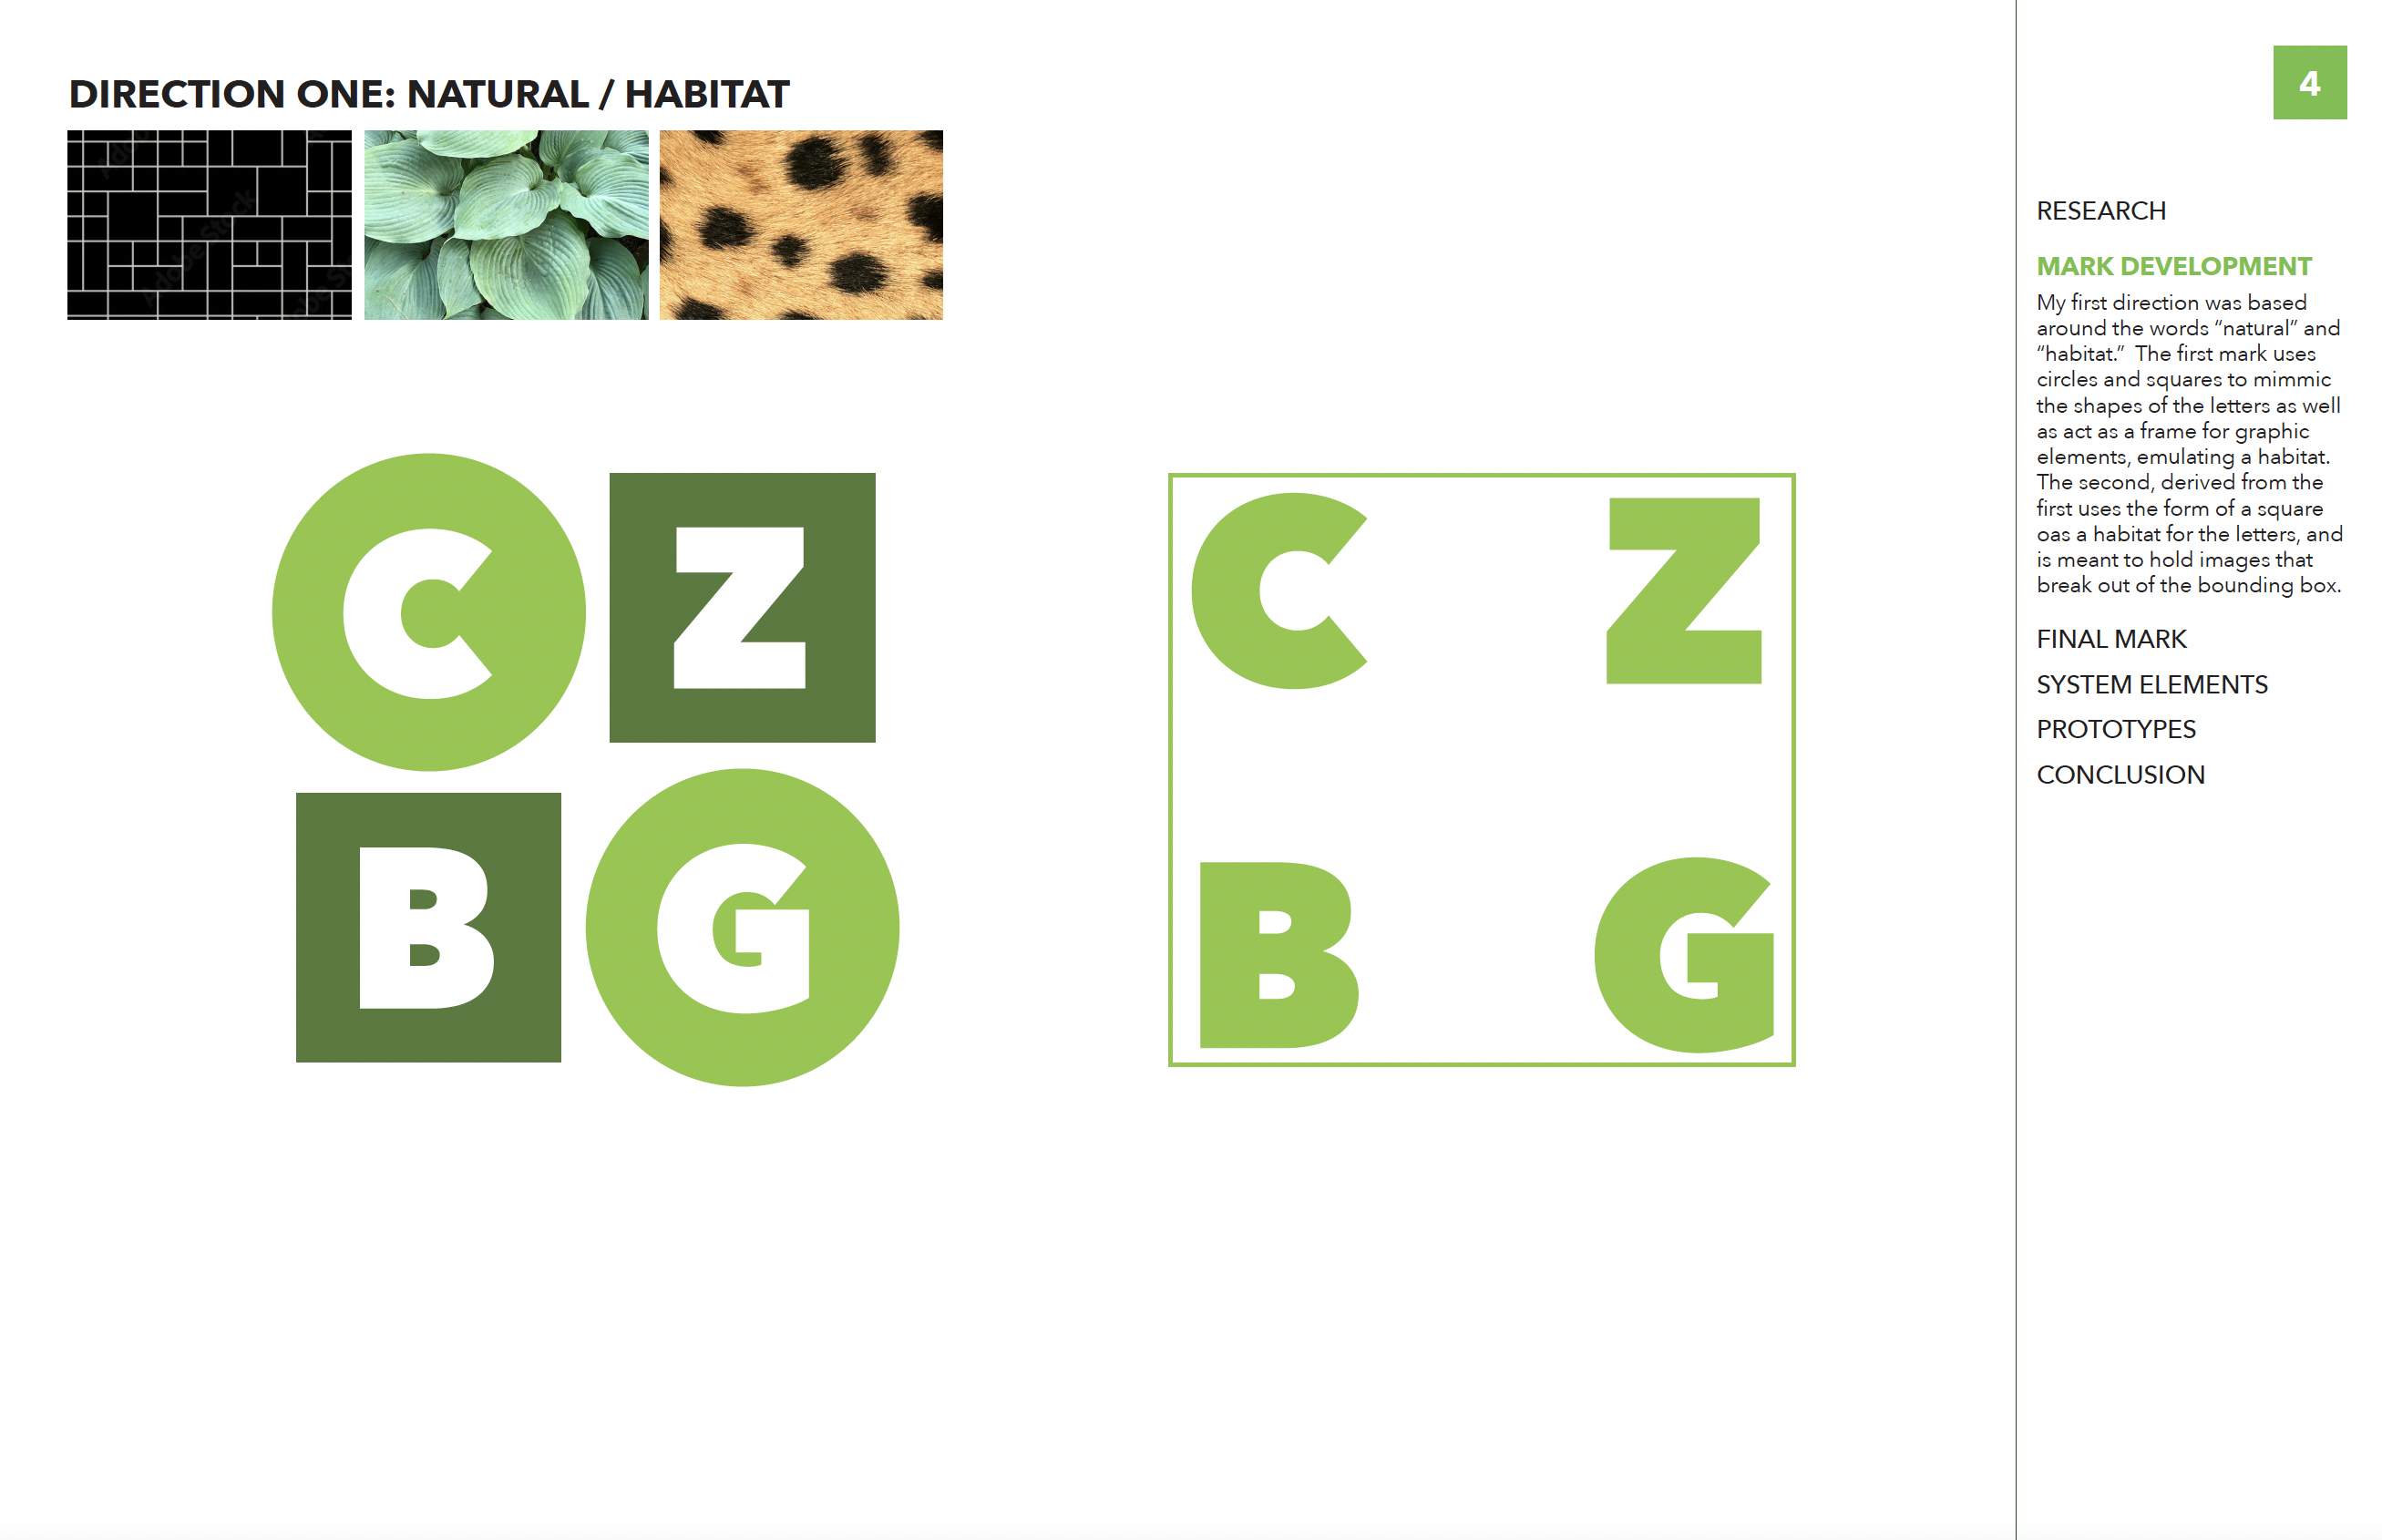 DIRECTION ONE: NATURAL / HABITAT
Adobe Stock
C Z
B G
C Z
B G
4
RESEARCH
MARK DEVELOPMENT
My first direction was based
around the words “natural” and
“habitat.”  The first mark uses
circles and squares to mimmic
the shapes of the letters as well
as act as a frame for graphic
elements, emulating a habitat.
The second, derived from the
first uses the form of a square
oas a habitat for the letters, and
is meant to hold images that
break out of the bounding box.
FINAL MARK
SYSTEM ELEMENTS
PROTOTYPES
CONCLUSION